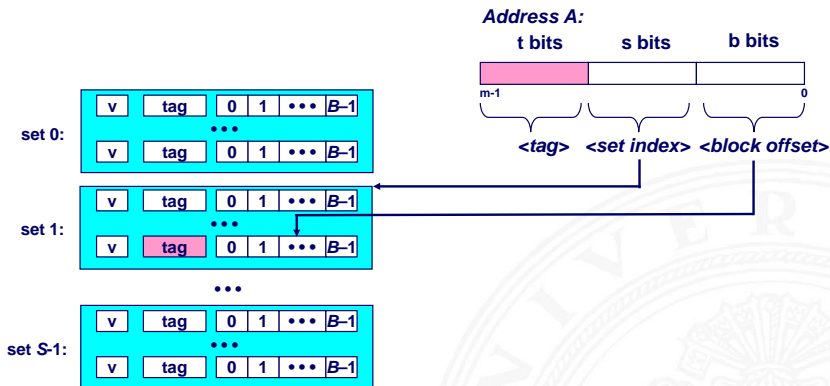 Address A:
t bits s bits b bits
m-1 0
<tag> <set index> <block offset>
v tag 0 1 ••• B–1
set 0: •••
v tag 0 1 ••• B–1
v tag 0 1 ••• B–1
set 1: •••
v tag 0 1 ••• B–1
•••
v tag 0 1 ••• B–1
set S-1: •••
v tag 0 1 ••• B–1
I V E R